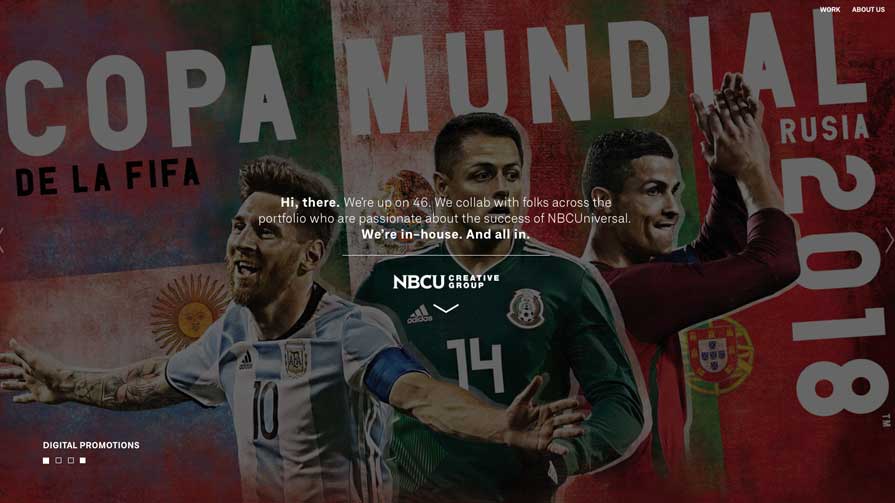 WORK ABOUT US
COPA MUNDIAL
DE LA FIFA
RUSIA
2018
TM
Hi, there. We're up on 46. We collab with folks across the
portfolio who are passionate about the success of NBCUniversal.
We're in-house. And all in.
NBCU CREATIVE
GROUP
adidas
14
10
DIGITAL PROMOTIONS